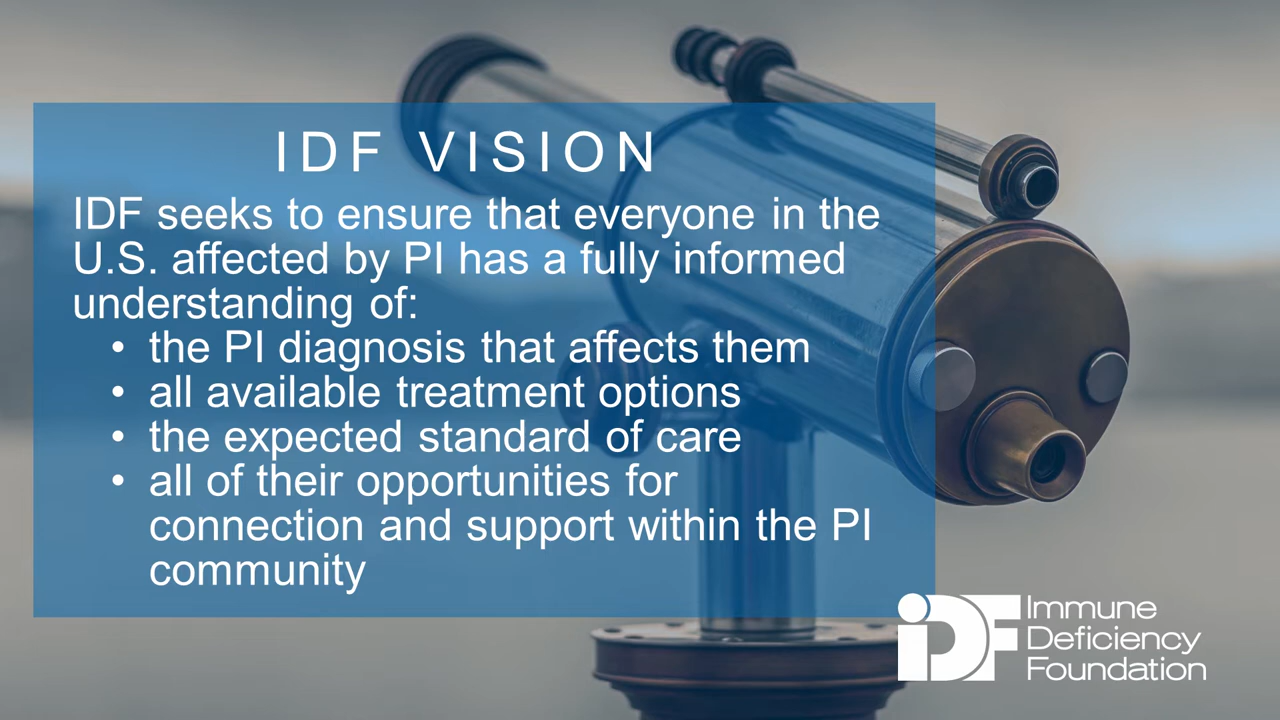 IDF VISION
IDF seeks to ensure that everyone in the
U.S. affected by PI has a fully informed
understanding of:
• the PI diagnosis that affects them
• all available treatment options
• the expected standard of care
• all of their opportunities for
connection and support within the PI
community
iDF Immune
Deficiency
Foundation